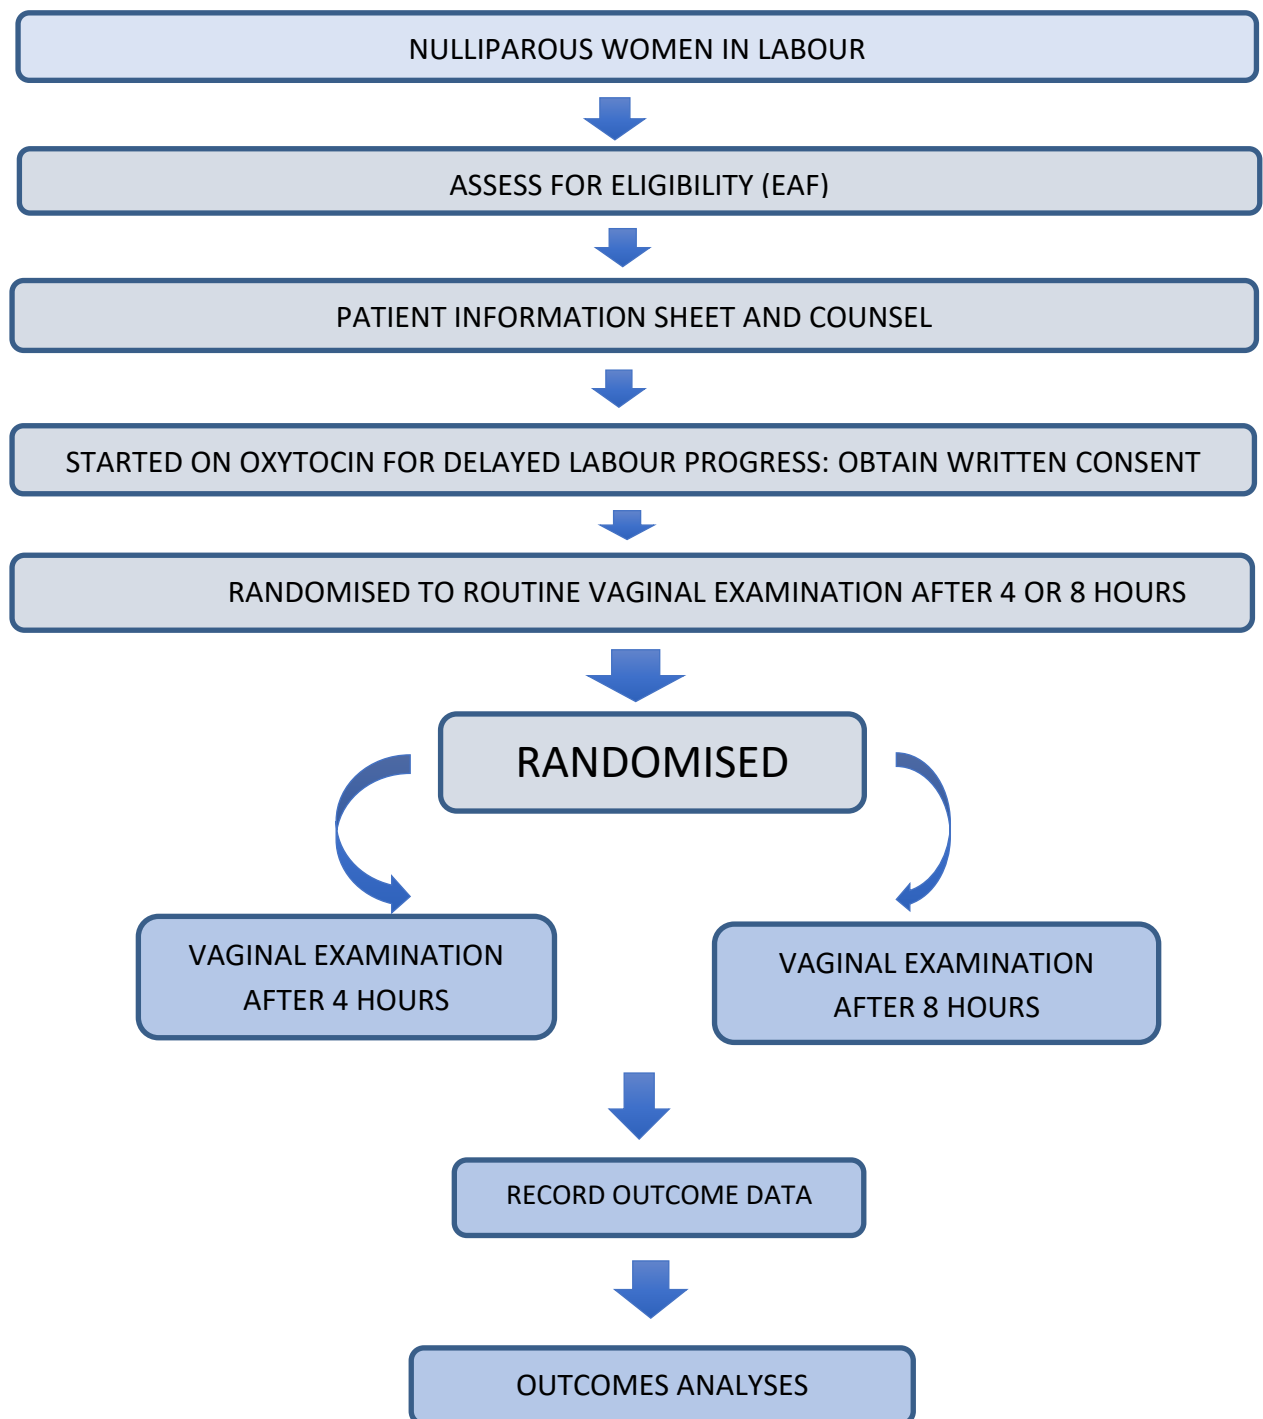 NULLIPAROUS WOMEN IN LABOUR
ASSESS FOR ELIGIBILITY (EAF)
PATIENT INFORMATION SHEET AND COUNSEL
STARTED ON OXYTOCIN FOR DELAYED LABOUR PROGRESS: OBTAIN WRITTEN CONSENT
RANDOMISED TO ROUTINE VAGINAL EXAMINATION AFTER 4 OR 8 HOURS
RANDOMISED
VAGINAL EXAMINATION
AFTER 4 HOURS
VAGINAL EXAMINATION
AFTER 8 HOURS
RECORD OUTCOME DATA
OUTCOMES ANALYSES